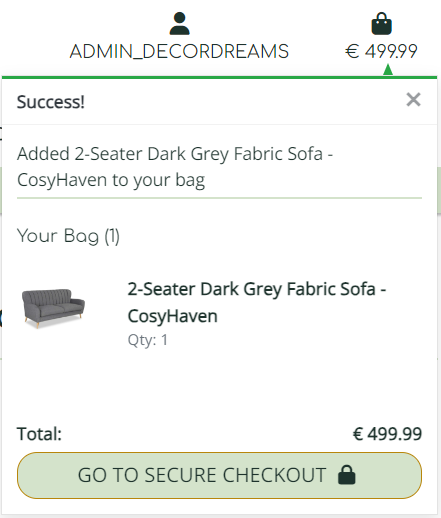 ADMIN_DECORDREAMS
€ 499.99
Success!
×
Added 2-Seater Dark Grey Fabric Sofa -
CosyHaven to your bag
Your Bag (1)
2-Seater Dark Grey Fabric Sofa -
CosyHaven
Qty: 1
Total:
€ 499.99
GO TO SECURE CHECKOUT